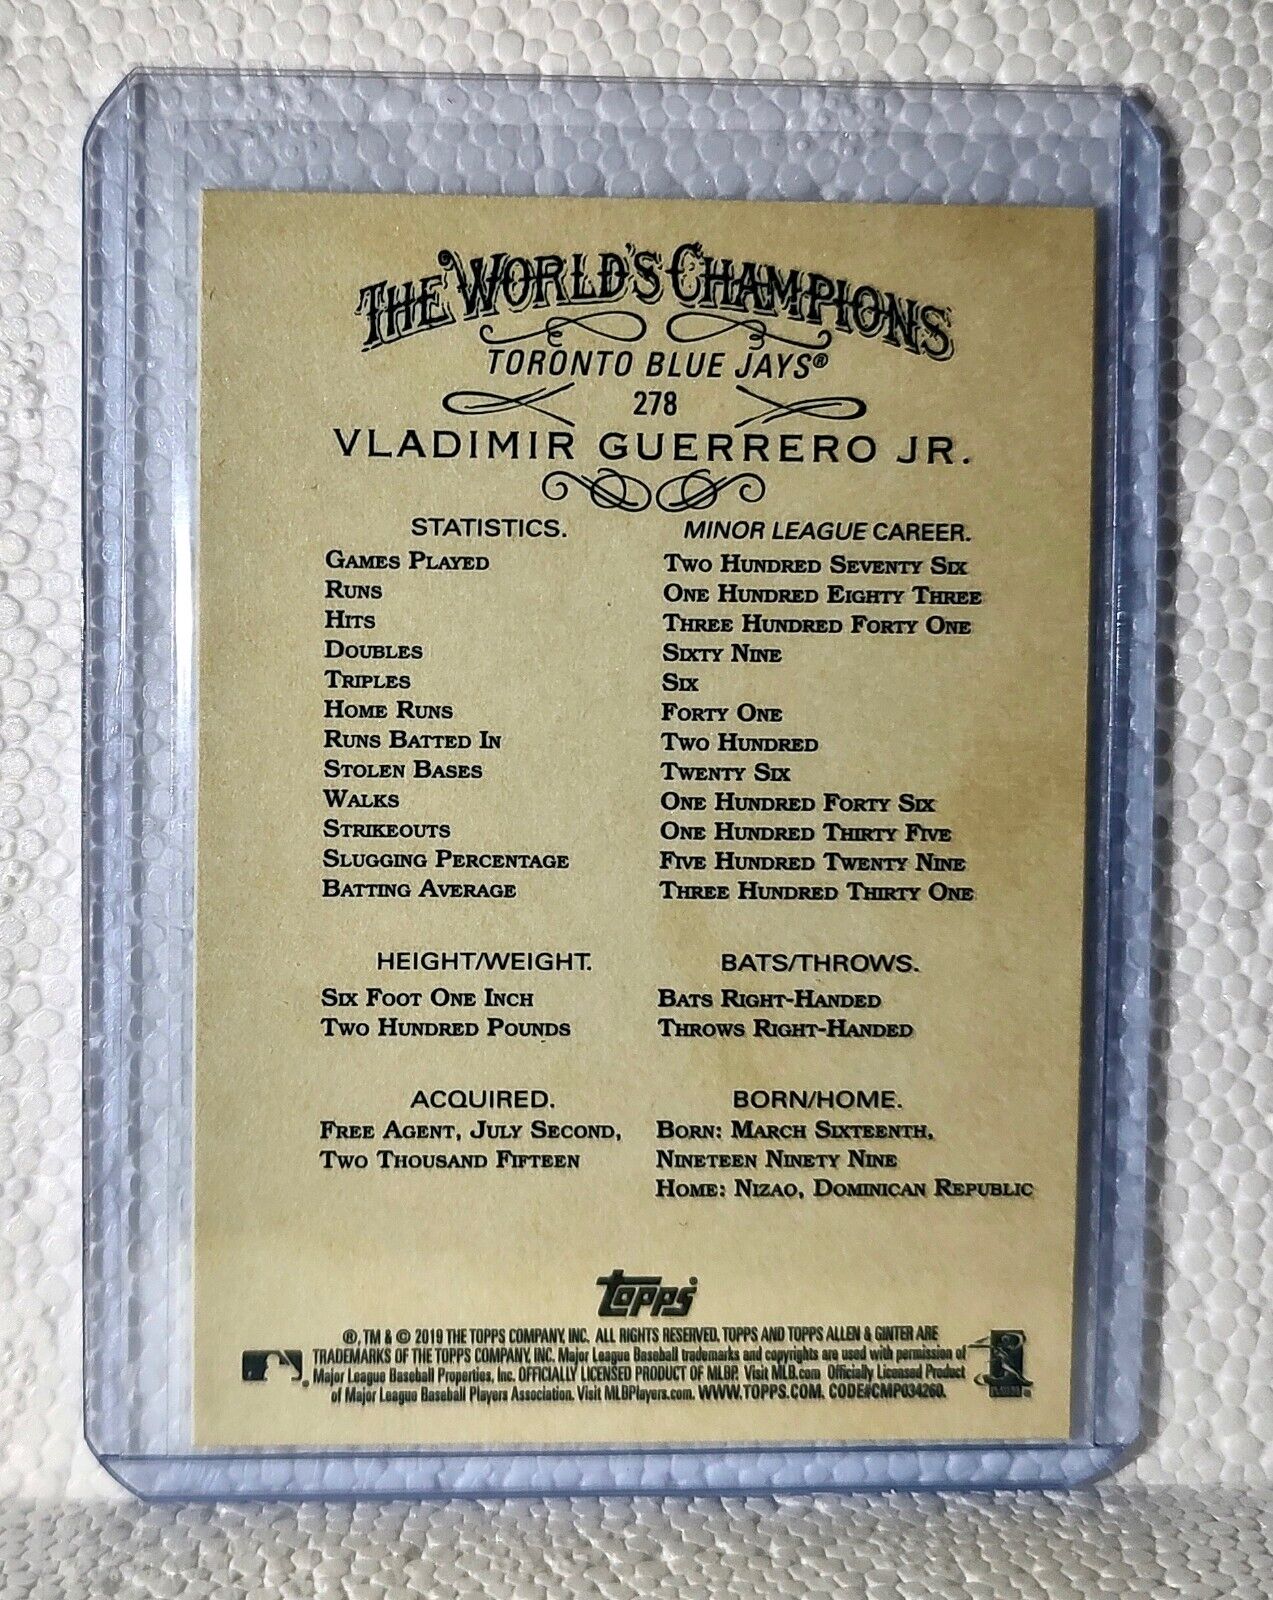 THE WORLD'S CHAMPIONS
TORONTO BLUE JAYS®
278
VLADIMIR GUERRERO JR.
STATISTICS. MINOR LEAGUE CAREER.
GAMES PLAYED TWO HUNDRED SEVENTY SIX
RUNS ONE HUNDRED EIGHTY THREE
HITS THREE HUNDRED FORTY ONE
DOUBLES SIXTY NINE
TRIPLES SIX
HOME RUNS FORTY ONE
RUNS BATTED IN TWO HUNDRED
STOLEN BASES TWENTY SIX
WALKS ONE HUNDRED FORTY SIX
STRIKEOUTS ONE HUNDRED THIRTY FIVE
SLUGGING PERCENTAGE FIVE HUNDRED TWENTY NINE
BATTING AVERAGE THREE HUNDRED THIRTY ONE
HEIGHT/WEIGHT. BATS/THROWS.
SIX FOOT ONE INCH BATS RIGHT-HANDED
TWO HUNDRED POUNDS THROWS RIGHT-HANDED
ACQUIRED. BORN/HOME.
FREE AGENT, JULY SECOND, BORN: MARCH SIXTEENTH,
TWO THOUSAND FIFTEEN NINETEEN NINETY NINE
HOME: NIZAO, DOMINICAN REPUBLIC
topps®
®, TM & © 2019 THE TOPPS COMPANY, INC. ALL RIGHTS RESERVED. TOPPS AND TOPPS ALLEN & GINTER ARE
TRADEMARKS OF THE TOPPS COMPANY, INC. Major League Baseball trademarks and copyrights are used with permission of
Major League Baseball Properties, Inc. OFFICIALLY LICENSED PRODUCT OF MLBP. Visit MLB.com Officially Licensed Product
of Major League Baseball Players Association. Visit MLBPlayers.com. WWW.TOPPS.COM. CODE#CMP034260.